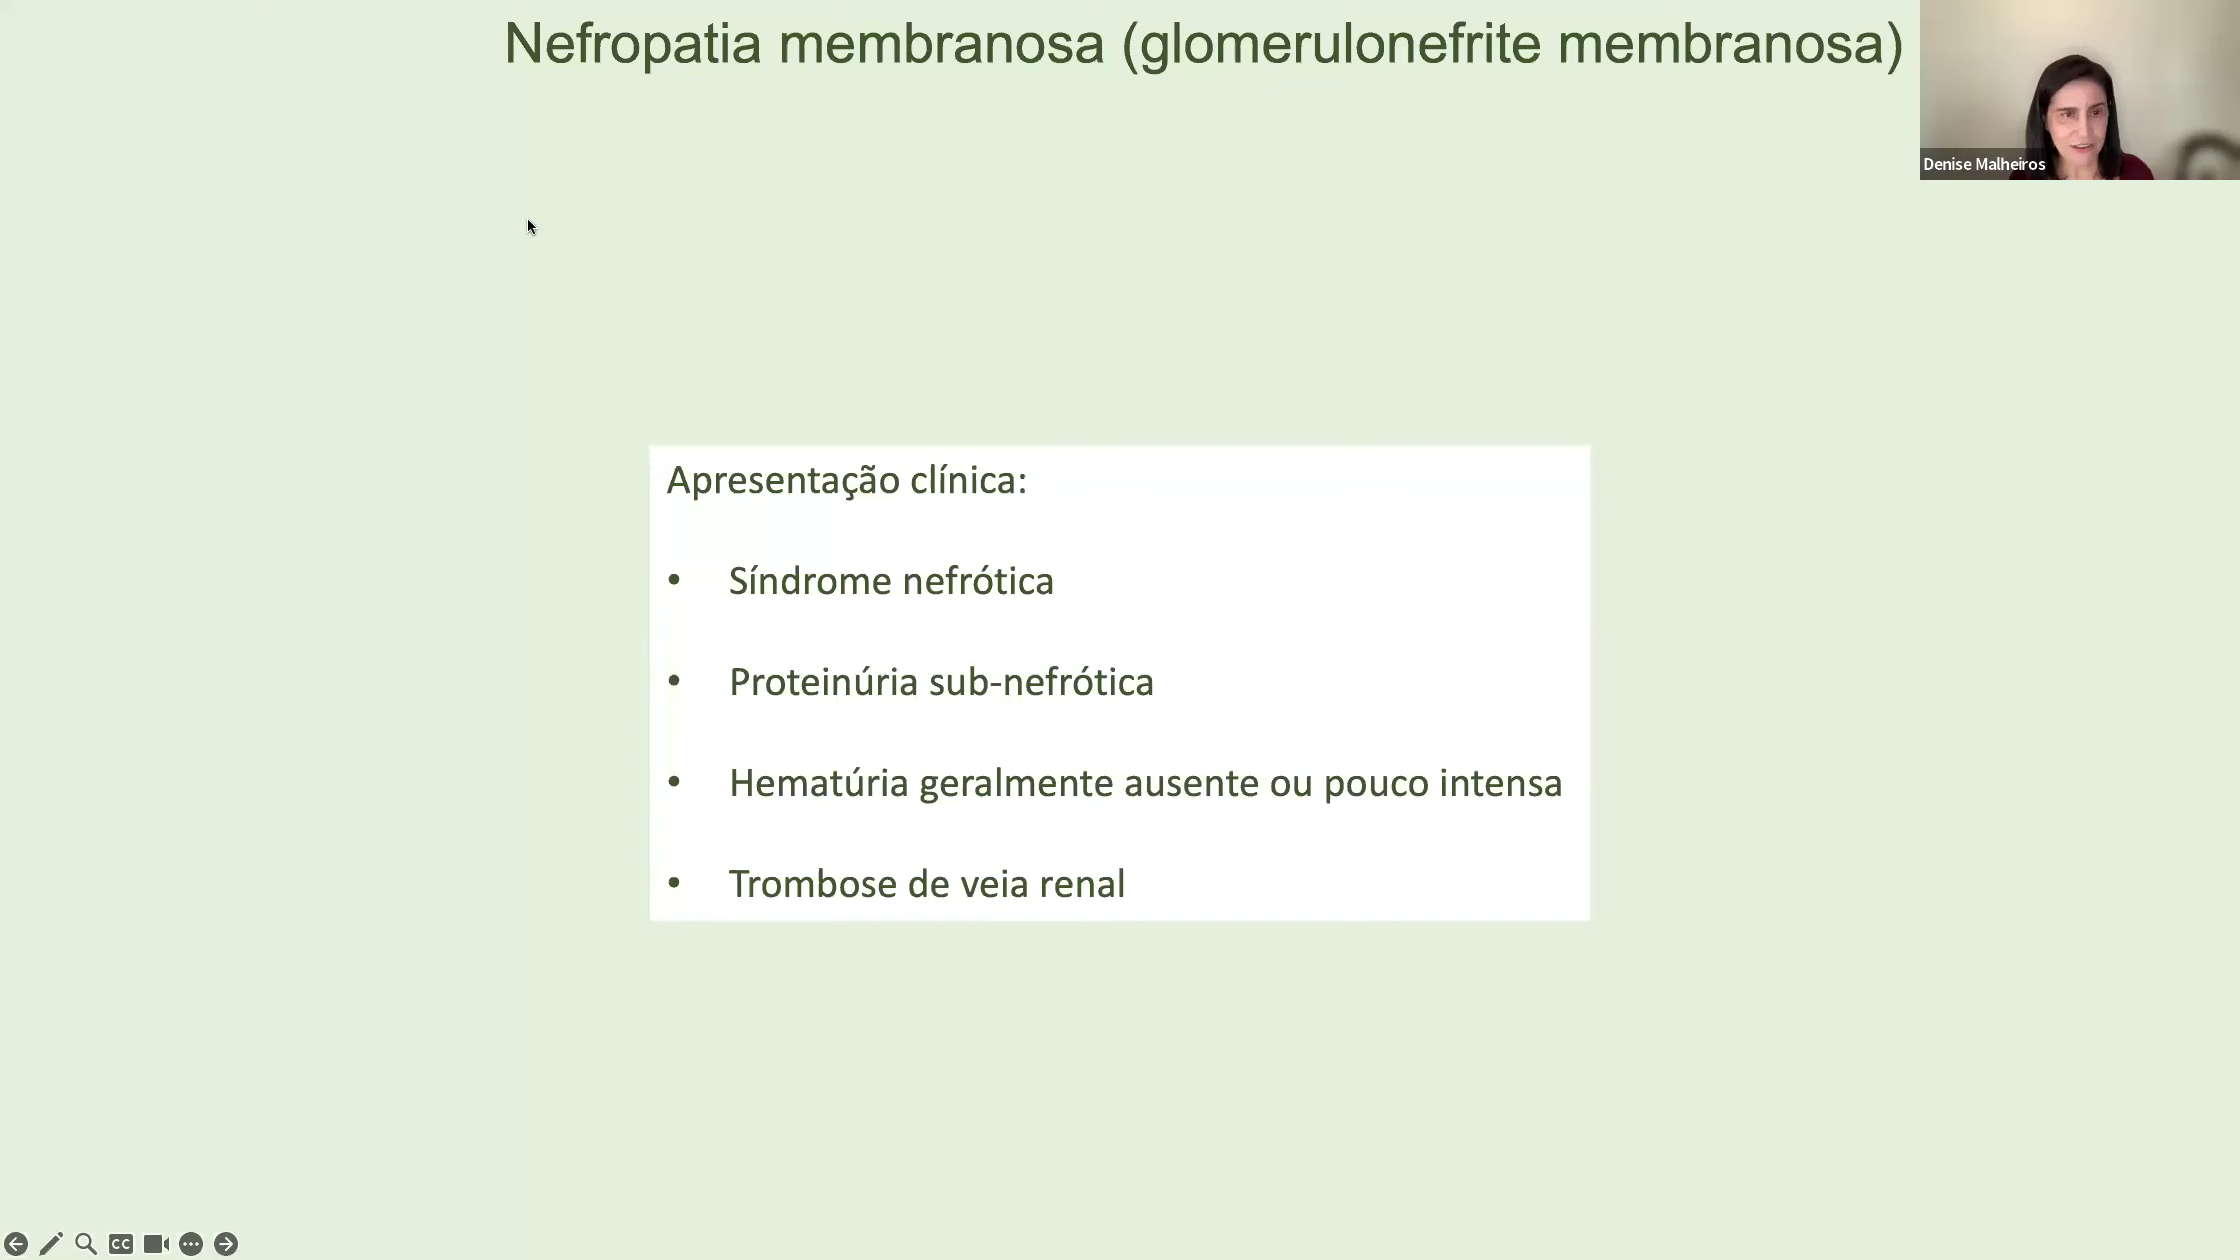 Nefropatia membranosa (glomerulonefrite membranosa)
Denise Malheiros
Apresentação clínica:
• Síndrome nefrótica
• Proteinúria sub-nefrótica
• Hematúria geralmente ausente ou pouco intensa
• Trombose de veia renal
CC